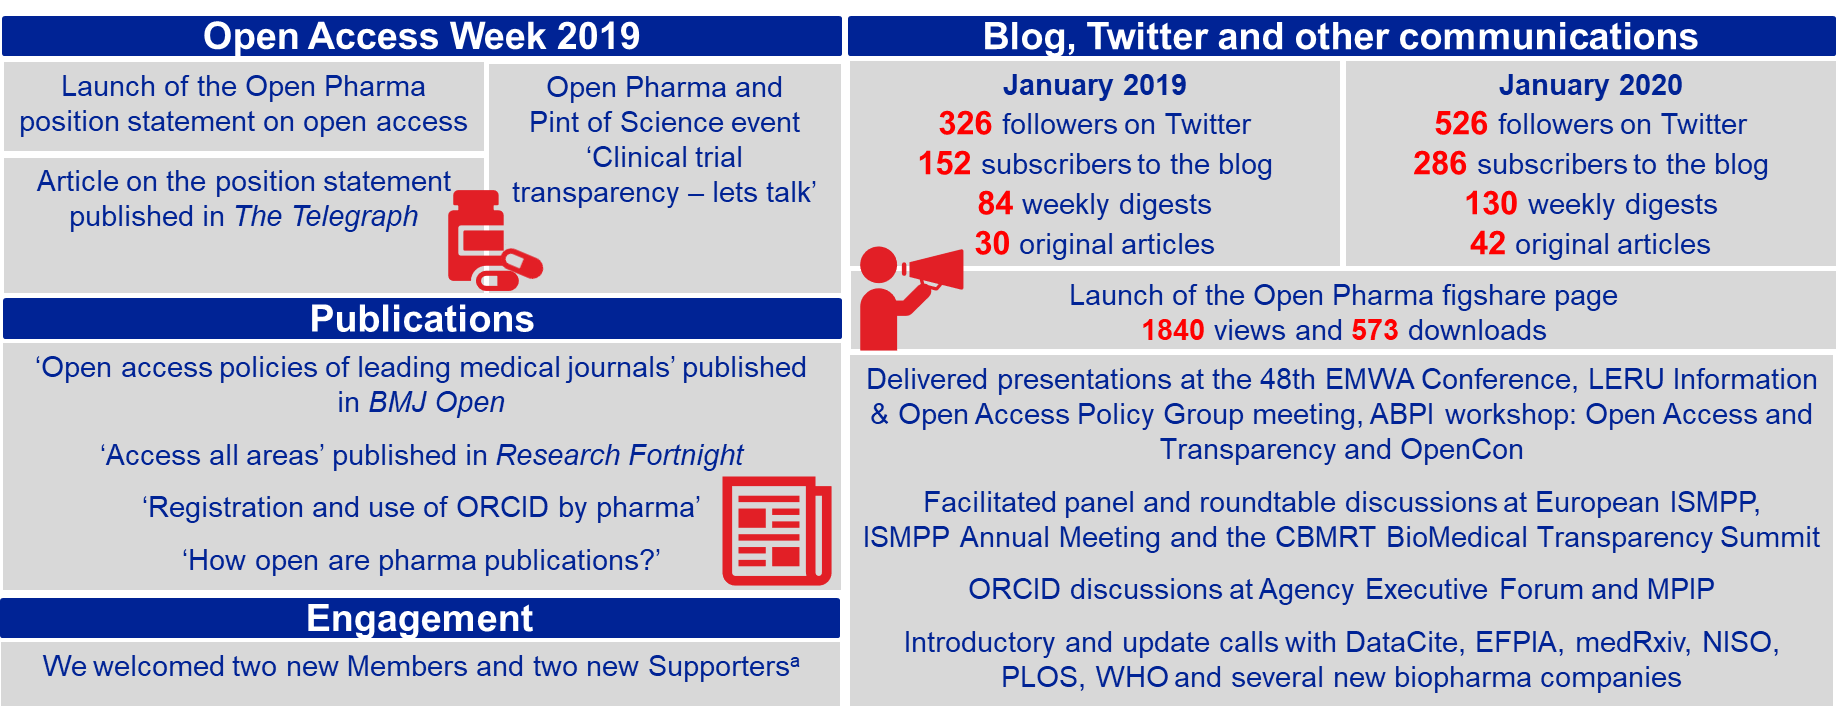 Open Access Week 2019
Launch of the Open Pharma
position statement on open access
Article on the position statement
published in The Telegraph
Open Pharma and
Pint of Science event
‘Clinical trial
transparency – lets talk’
Publications
‘Open access policies of leading medical journals’ published
in BMJ Open
‘Access all areas’ published in Research Fortnight
‘Registration and use of ORCID by pharma’
‘How open are pharma publications?’
Engagement
We welcomed two new Members and two new Supportersᵃ
Blog, Twitter and other communications
January 2019
326 followers on Twitter
152 subscribers to the blog
84 weekly digests
30 original articles
January 2020
526 followers on Twitter
286 subscribers to the blog
130 weekly digests
42 original articles
Launch of the Open Pharma figshare page
1840 views and 573 downloads
Delivered presentations at the 48th EMWA Conference, LERU Information
& Open Access Policy Group meeting, ABPI workshop: Open Access and
Transparency and OpenCon
Facilitated panel and roundtable discussions at European ISMPP,
ISMPP Annual Meeting and the CBMRT BioMedical Transparency Summit
ORCID discussions at Agency Executive Forum and MPIP
Introductory and update calls with DataCite, EFPIA, medRxiv, NISO,
PLOS, WHO and several new biopharma companies